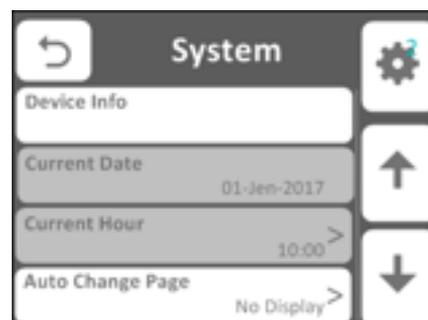 System
Device Info
Current Date
01-Jen-2017
Current Hour
10:00 >
Auto Change Page
No Display >